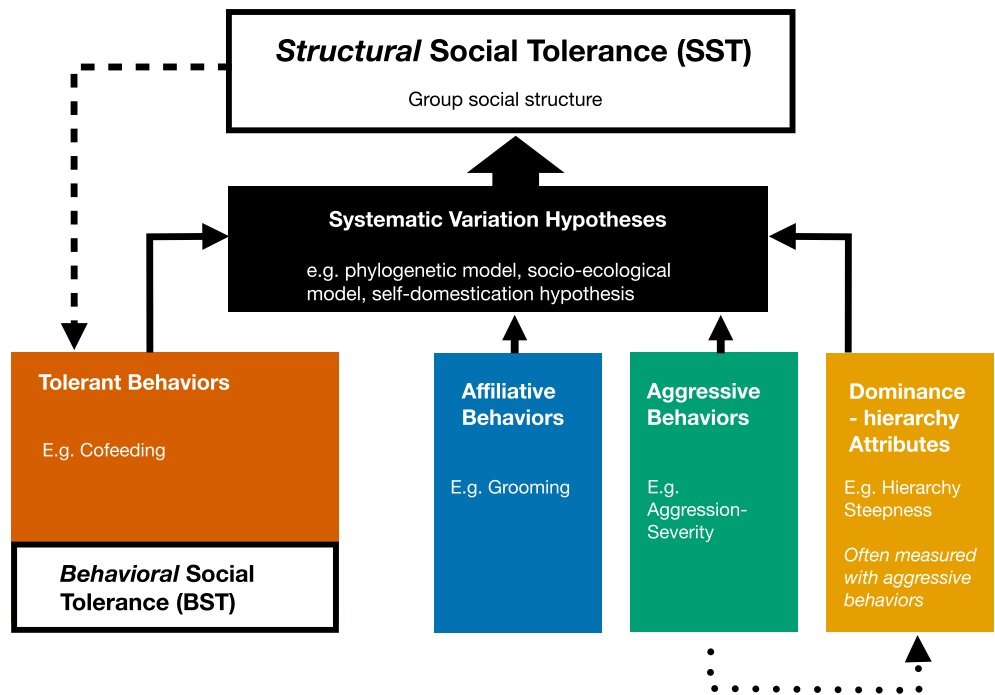 Structural Social Tolerance (SST)
Group social structure
Systematic Variation Hypotheses
e.g. phylogenetic model, socio-ecological
model, self-domestication hypothesis
Tolerant Behaviors
E.g. Cofeeding
Behavioral Social
Tolerance (BST)
Affiliative
Behaviors
E.g. Grooming
Aggressive
Behaviors
E.g.
Aggression-
Severity
Dominance
- hierarchy
Attributes
E.g. Hierarchy
Steepness
Often measured
with aggressive
behaviors